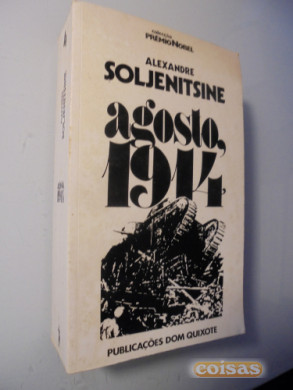 PRÉMIO NOBEL
ALEXANDRE
SOLJENITSINE
agosto,
1914
PUBLICAÇÕES DOM QUIXOTE
coisas